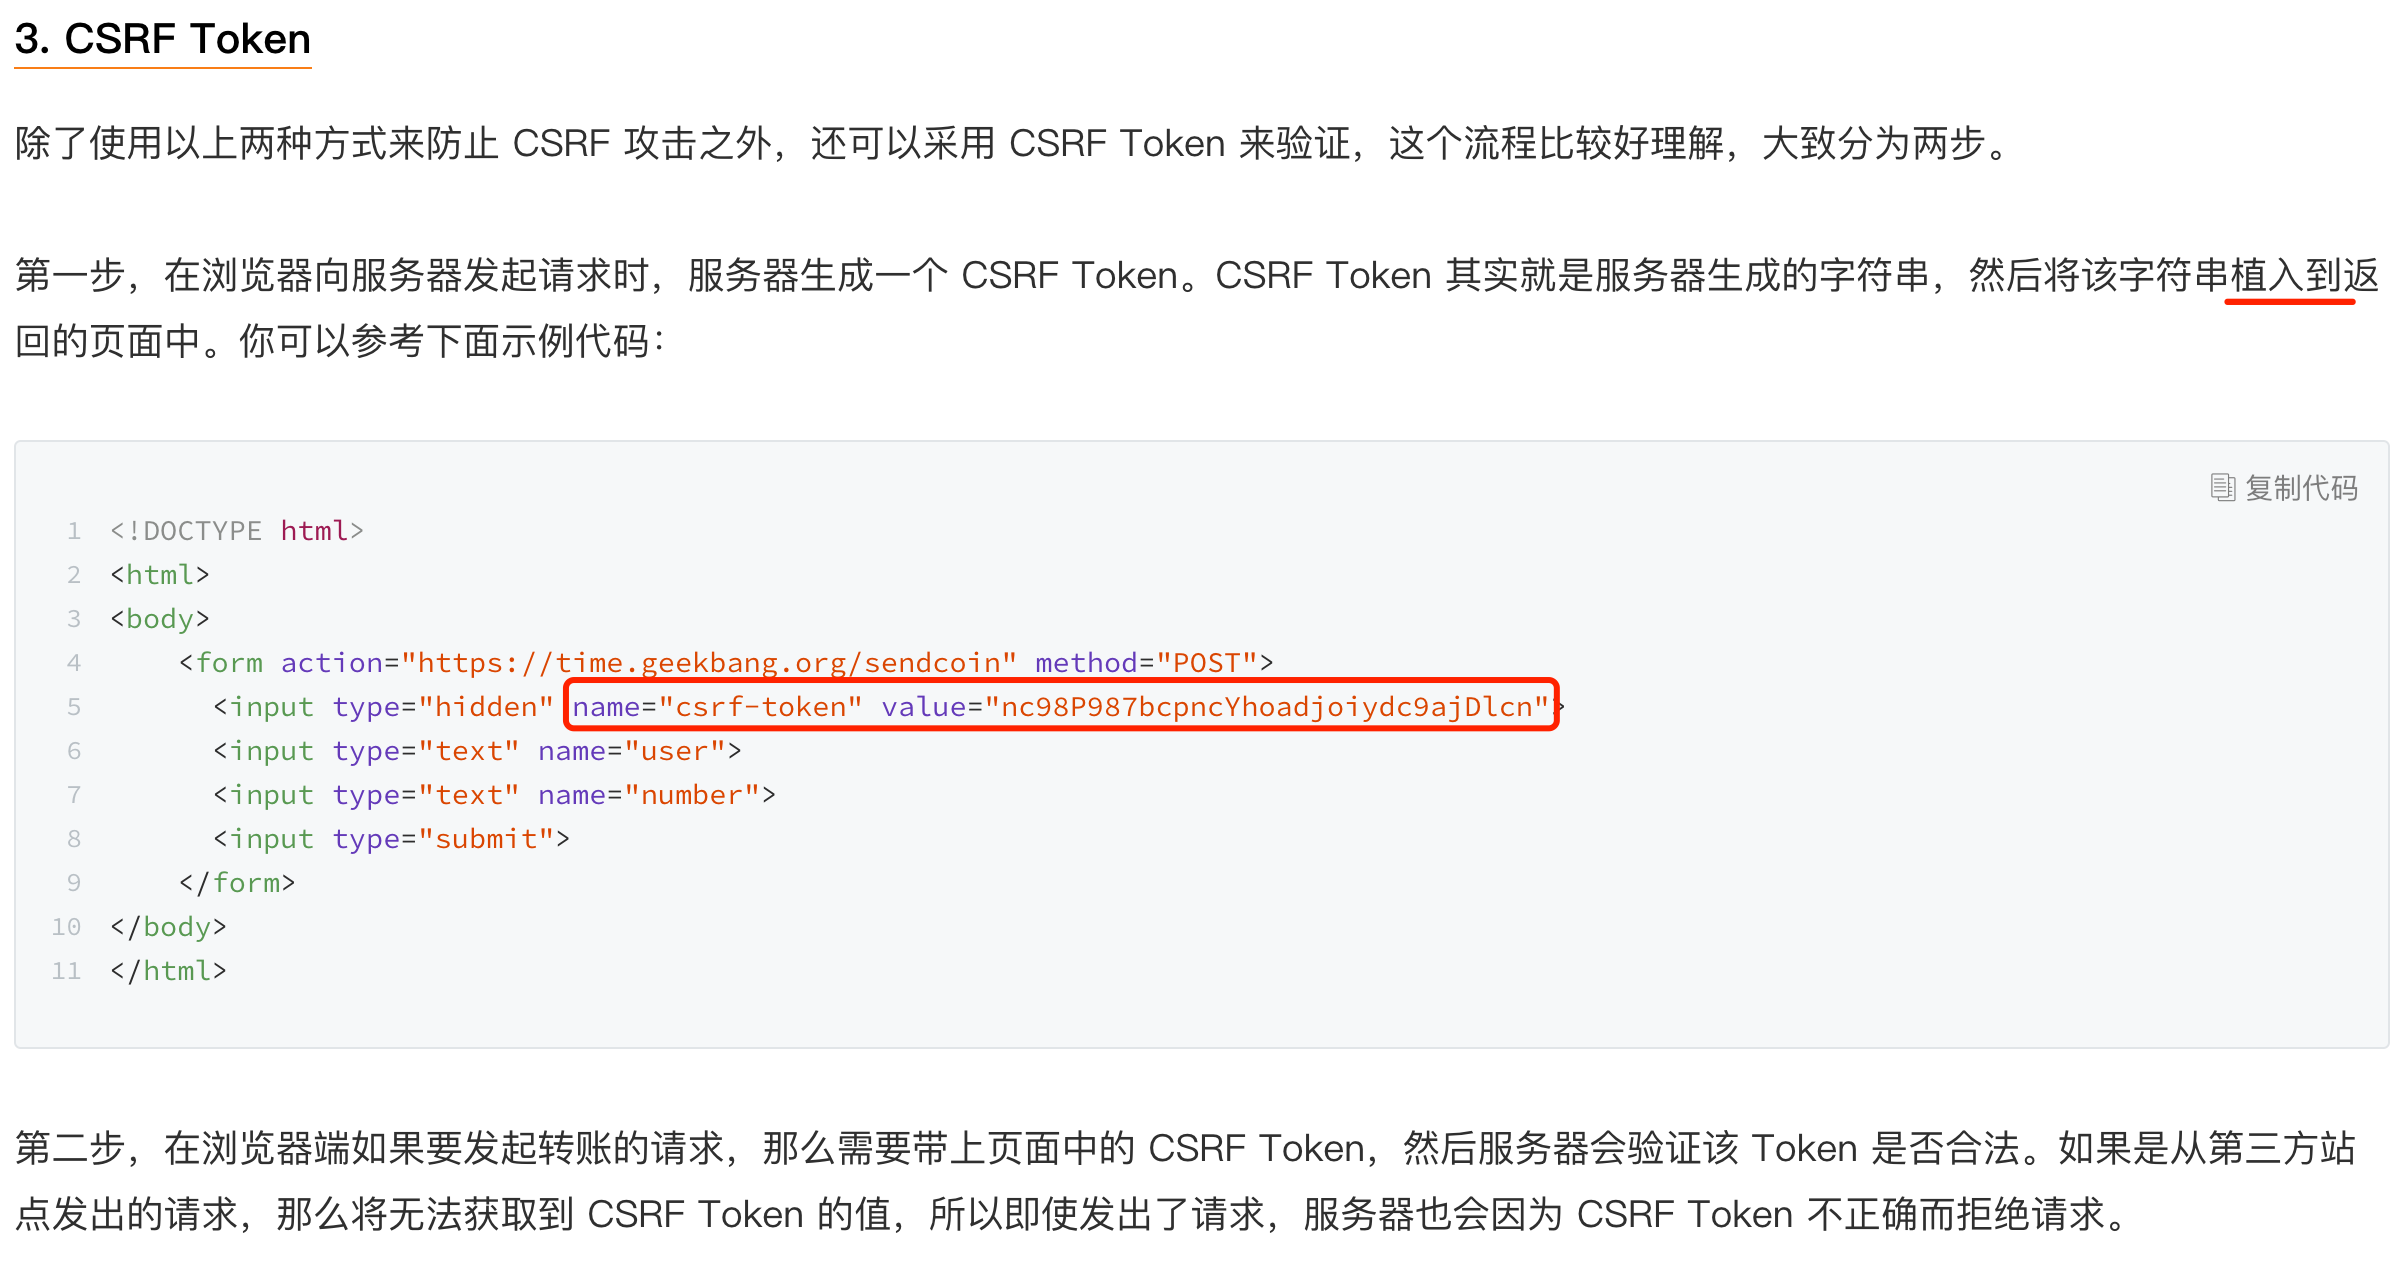 3. CSRF Token
除了使用以上两种方式来防止 CSRF 攻击之外，还可以采用 CSRF Token 来验证，这个流程比较好理解，大致分为两步。
第一步，在浏览器向服务器发起请求时，服务器生成一个 CSRF Token。CSRF Token 其实就是服务器生成的字符串，然后将该字符串植入到返
回的页面中。你可以参考下面示例代码：
复制代码
1 <!DOCTYPE html>
2 <html>
3 <body>
4     <form action="https://time.geekbang.org/sendcoin" method="POST">
5       <input type="hidden" name="csrf-token" value="nc98P987bcpncYhoadjoiydc9ajDlcn">
6       <input type="text" name="user">
7       <input type="text" name="number">
8       <input type="submit">
9     </form>
10 </body>
11 </html>
第二步，在浏览器端如果要发起转账的请求，那么需要带上页面中的 CSRF Token，然后服务器会验证该 Token 是否合法。如果是从第三方站
点发出的请求，那么将无法获取到 CSRF Token 的值，所以即使发出了请求，服务器也会因为 CSRF Token 不正确而拒绝请求。